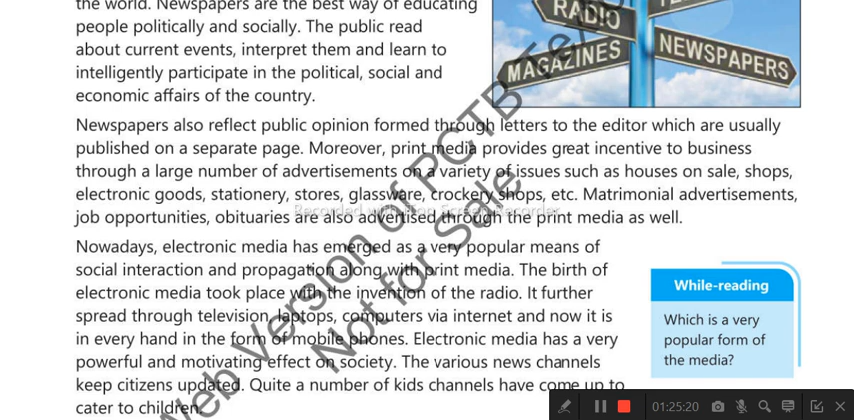 the world. Newspapers are the best way of educating
people politically and socially. The public read
about current events, interpret them and learn to
intelligently participate in the political, social and
economic affairs of the country.
RADIO
MAGAZINES
NEWSPAPERS
Newspapers also reflect public opinion formed through letters to the editor which are usually
published on a separate page. Moreover, print media provides great incentive to business
through a large number of advertisements on a variety of issues such as houses on sale, shops,
electronic goods, stationery, stores, glassware, crockery shops, etc. Matrimonial advertisements,
job opportunities, obituaries are also advertised through the print media as well.
Nowadays, electronic media has emerged as a very popular means of
social interaction and propagation along with print media. The birth of
electronic media took place with the invention of the radio. It further
spread through television, laptops, computers via internet and now it is
in every hand in the form of mobile phones. Electronic media has a very
powerful and motivating effect on society. The various news channels
keep citizens updated. Quite a number of kids channels have come up to
cater to children.
While-reading
Which is a very
popular form of
the media?
Web Version of PCTB
Not for Sale
01:25:20